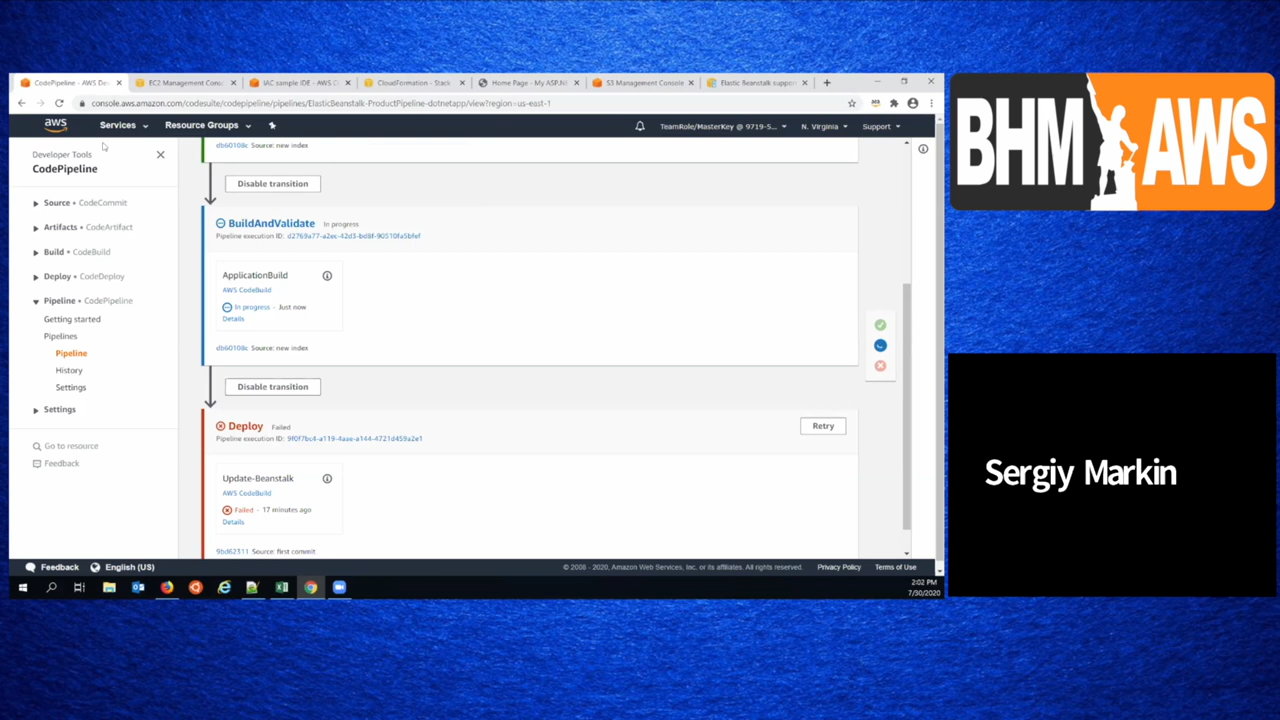 CodePipeline - AWS Dev
EC2 Management Conso
IAC sample IDE - AWS C
CloudFormation - Stack
Home Page - My ASP.NE
S3 Management Console
Elastic Beanstalk support
console.aws.amazon.com/codesuite/codepipeline/pipelines/ElasticBeanstalk-ProductPipeline-dotnetapp/view?region=us-east-1
aws
Services
Resource Groups
TeamRole/MasterKey @ 9719-5...
N. Virginia
Support
Developer Tools
CodePipeline
Source • CodeCommit
Artifacts • CodeArtifact
Build • CodeBuild
Deploy • CodeDeploy
Pipeline • CodePipeline
Getting started
Pipelines
Pipeline
History
Settings
Settings
Go to resource
Feedback
db60108c Source: new index
Disable transition
BuildAndValidate In progress
Pipeline execution ID: d2769a77-a2ec-42d3-bd8f-90510fa5bfef
ApplicationBuild
AWS CodeBuild
In progress - Just now
Details
db60108c Source: new index
Disable transition
Deploy Failed
Retry
Pipeline execution ID: 9f0f7bc4-a119-4aae-a144-4721d459a2e1
Update-Beanstalk
AWS CodeBuild
Failed - 17 minutes ago
Details
9bd62311 Source: first commit
Feedback
English (US)
© 2008 - 2020, Amazon Web Services, Inc. or its affiliates. All rights reserved.
Privacy Policy
Terms of Use
2:02 PM
7/30/2020
BHM AWS
Sergiy Markin